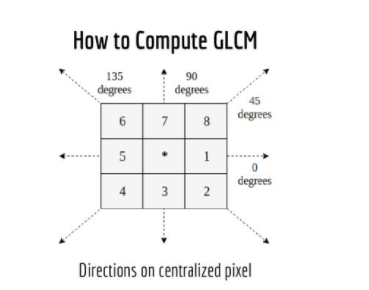 How to Compute GLCM
135 degrees
90 degrees
45 degrees
6 7 8
5 * 1
0 degrees
4 3 2
Directions on centralized pixel